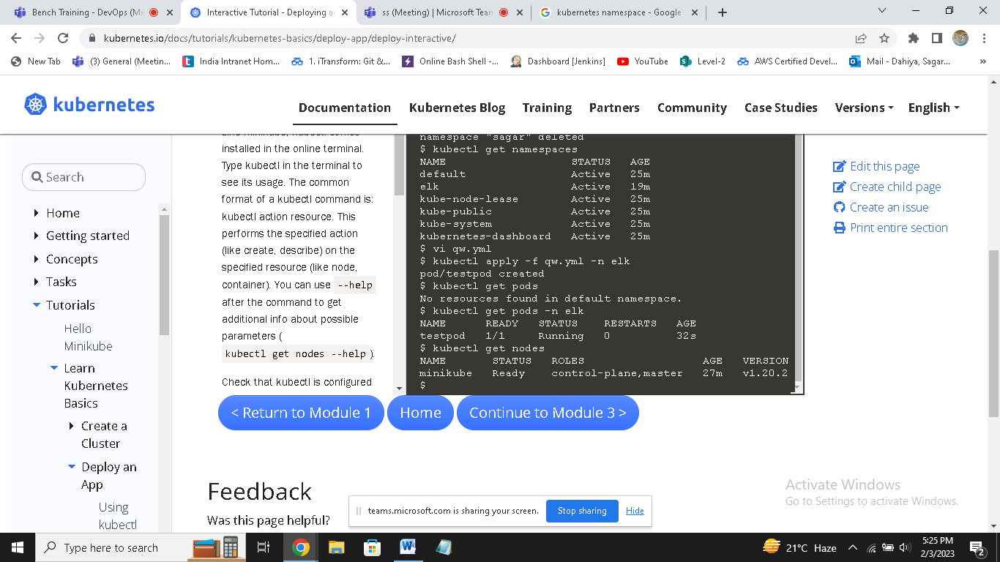 Bench Training - DevOps (Me
Interactive Tutorial - Deploying a
ss (Meeting) | Microsoft Team
kubernetes namespace - Google
kubernetes.io/docs/tutorials/kubernetes-basics/deploy-app/deploy-interactive/
New Tab
(3) General (Meetin...
India Intranet Hom...
1. iTransform: Git &...
Online Bash Shell -...
Dashboard [Jenkins]
YouTube
Level-2
AWS Certified Devel...
Mail - Dahiya, Sagar...
kubernetes
Documentation
Kubernetes Blog
Training
Partners
Community
Case Studies
Versions
English
Search
Home
Getting started
Concepts
Tasks
Tutorials
Hello
Minikube
Learn
Kubernetes
Basics
Create a
Cluster
Deploy an
App
Using
kubectl
installed in the online terminal.
Type kubectl in the terminal to
see its usage. The common
format of a kubectl command is:
kubectl action resource. This
performs the specified action
(like create, describe) on the
specified resource (like node,
container). You can use --help
after the command to get
additional info about possible
parameters (
kubectl get nodes --help ).
Check that kubectl is configured
namespace "sagar" deleted
$ kubectl get namespaces
NAME STATUS AGE
default Active 25m
elk Active 19m
kube-node-lease Active 25m
kube-public Active 25m
kube-system Active 25m
kubernetes-dashboard Active 25m
$ vi qw.yml
$ kubectl apply -f qw.yml -n elk
pod/testpod created
$ kubectl get pods
No resources found in default namespace.
$ kubectl get pods -n elk
NAME READY STATUS RESTARTS AGE
testpod 1/1 Running 0 32s
$ kubectl get nodes
NAME STATUS ROLES AGE VERSION
minikube Ready control-plane,master 27m v1.20.2
$
Edit this page
Create child page
Create an issue
Print entire section
< Return to Module 1
Home
Continue to Module 3 >
Feedback
Was this page helpful?
teams.microsoft.com is sharing your screen.
Stop sharing
Hide
Activate Windows
Go to Settings to activate Windows.
Type here to search
21°C Haze
5:25 PM
2/3/2023
2